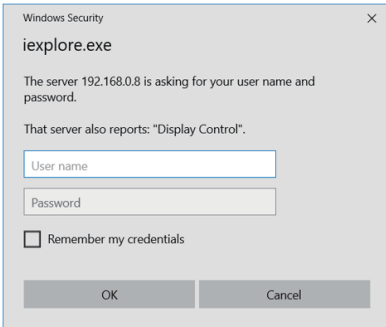 Windows Security
iexplore.exe
The server 192.168.0.8 is asking for your user name and
password.
That server also reports: "Display Control".
User name
Password
Remember my credentials
OK
Cancel